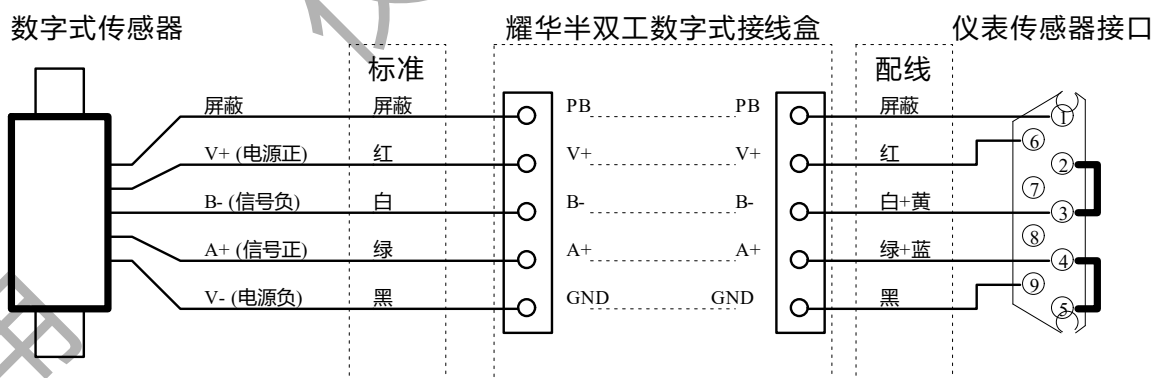 数字式传感器 耀华半双工数字式接线盒 仪表传感器接口
标准 配线
屏蔽 屏蔽 PB PB 屏蔽 1
V+ (电源正) 红 V+ V+ 红 6
2
B- (信号负) 白 B- B- 白+黄 7
3
A+ (信号正) 绿 A+ A+ 绿+蓝 8
4
V- (电源负) 黑 GND GND 黑 9
5
用